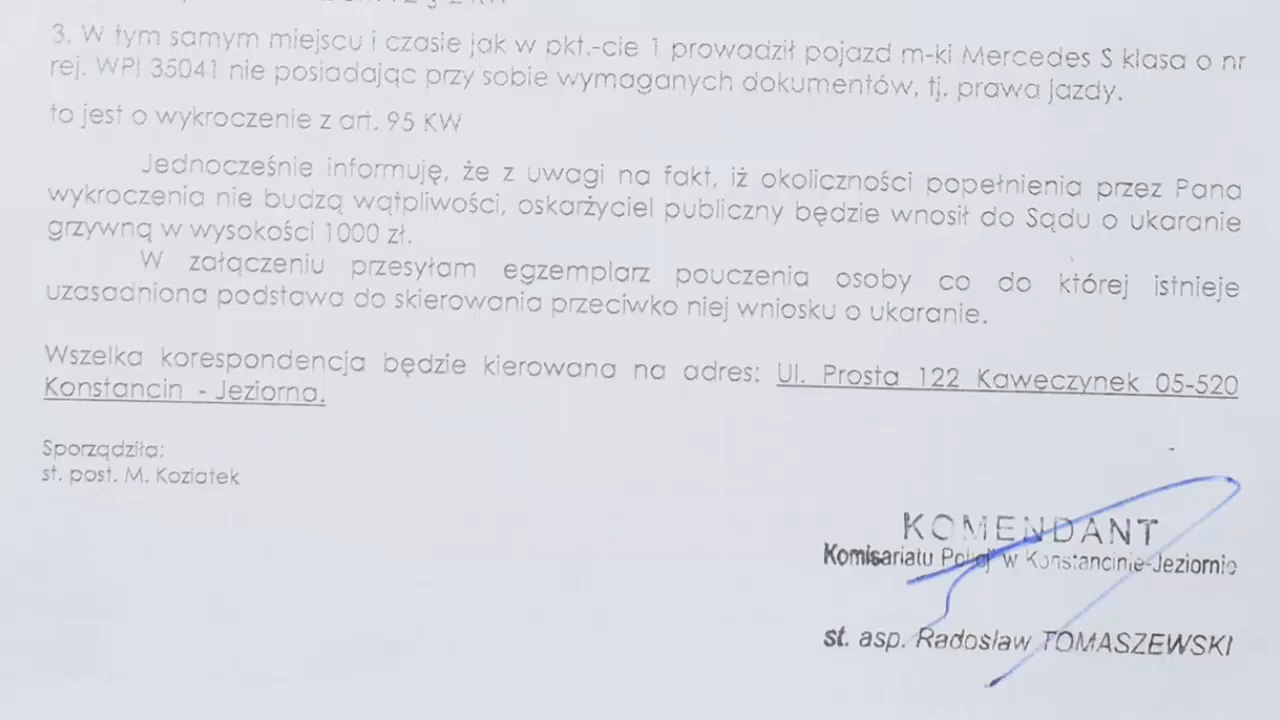 3. W tym samym miejscu i czasie jak w pkt.-cie 1 prowadził pojazd m-ki Mercedes S klasa o nr
rej. WPI 35041 nie posiadając przy sobie wymaganych dokumentów, tj. prawa jazdy.
to jest o wykroczenie z art. 95 KW
Jednocześnie informuję, że z uwagi na fakt, iż okoliczności popełnienia przez Pana
wykroczenia nie budzą wątpliwości, oskarżyciel publiczny będzie wnosił do Sądu o ukaranie
grzywną w wysokości 1000 zł.
W załączeniu przesyłam egzemplarz pouczenia osoby co do której istnieje
uzasadniona podstawa do skierowania przeciwko niej wniosku o ukaranie.
Wszelka korespondencja będzie kierowana na adres: Ul. Prosta 122 Kawęczynek 05-520
Konstancin - Jeziorna.
Sporządziła:
st. post. M. Koziatek
KOMENDANT
Komisariatu Policji w Konstancinie-Jeziornie
st. asp. Radosław TOMASZEWSKI